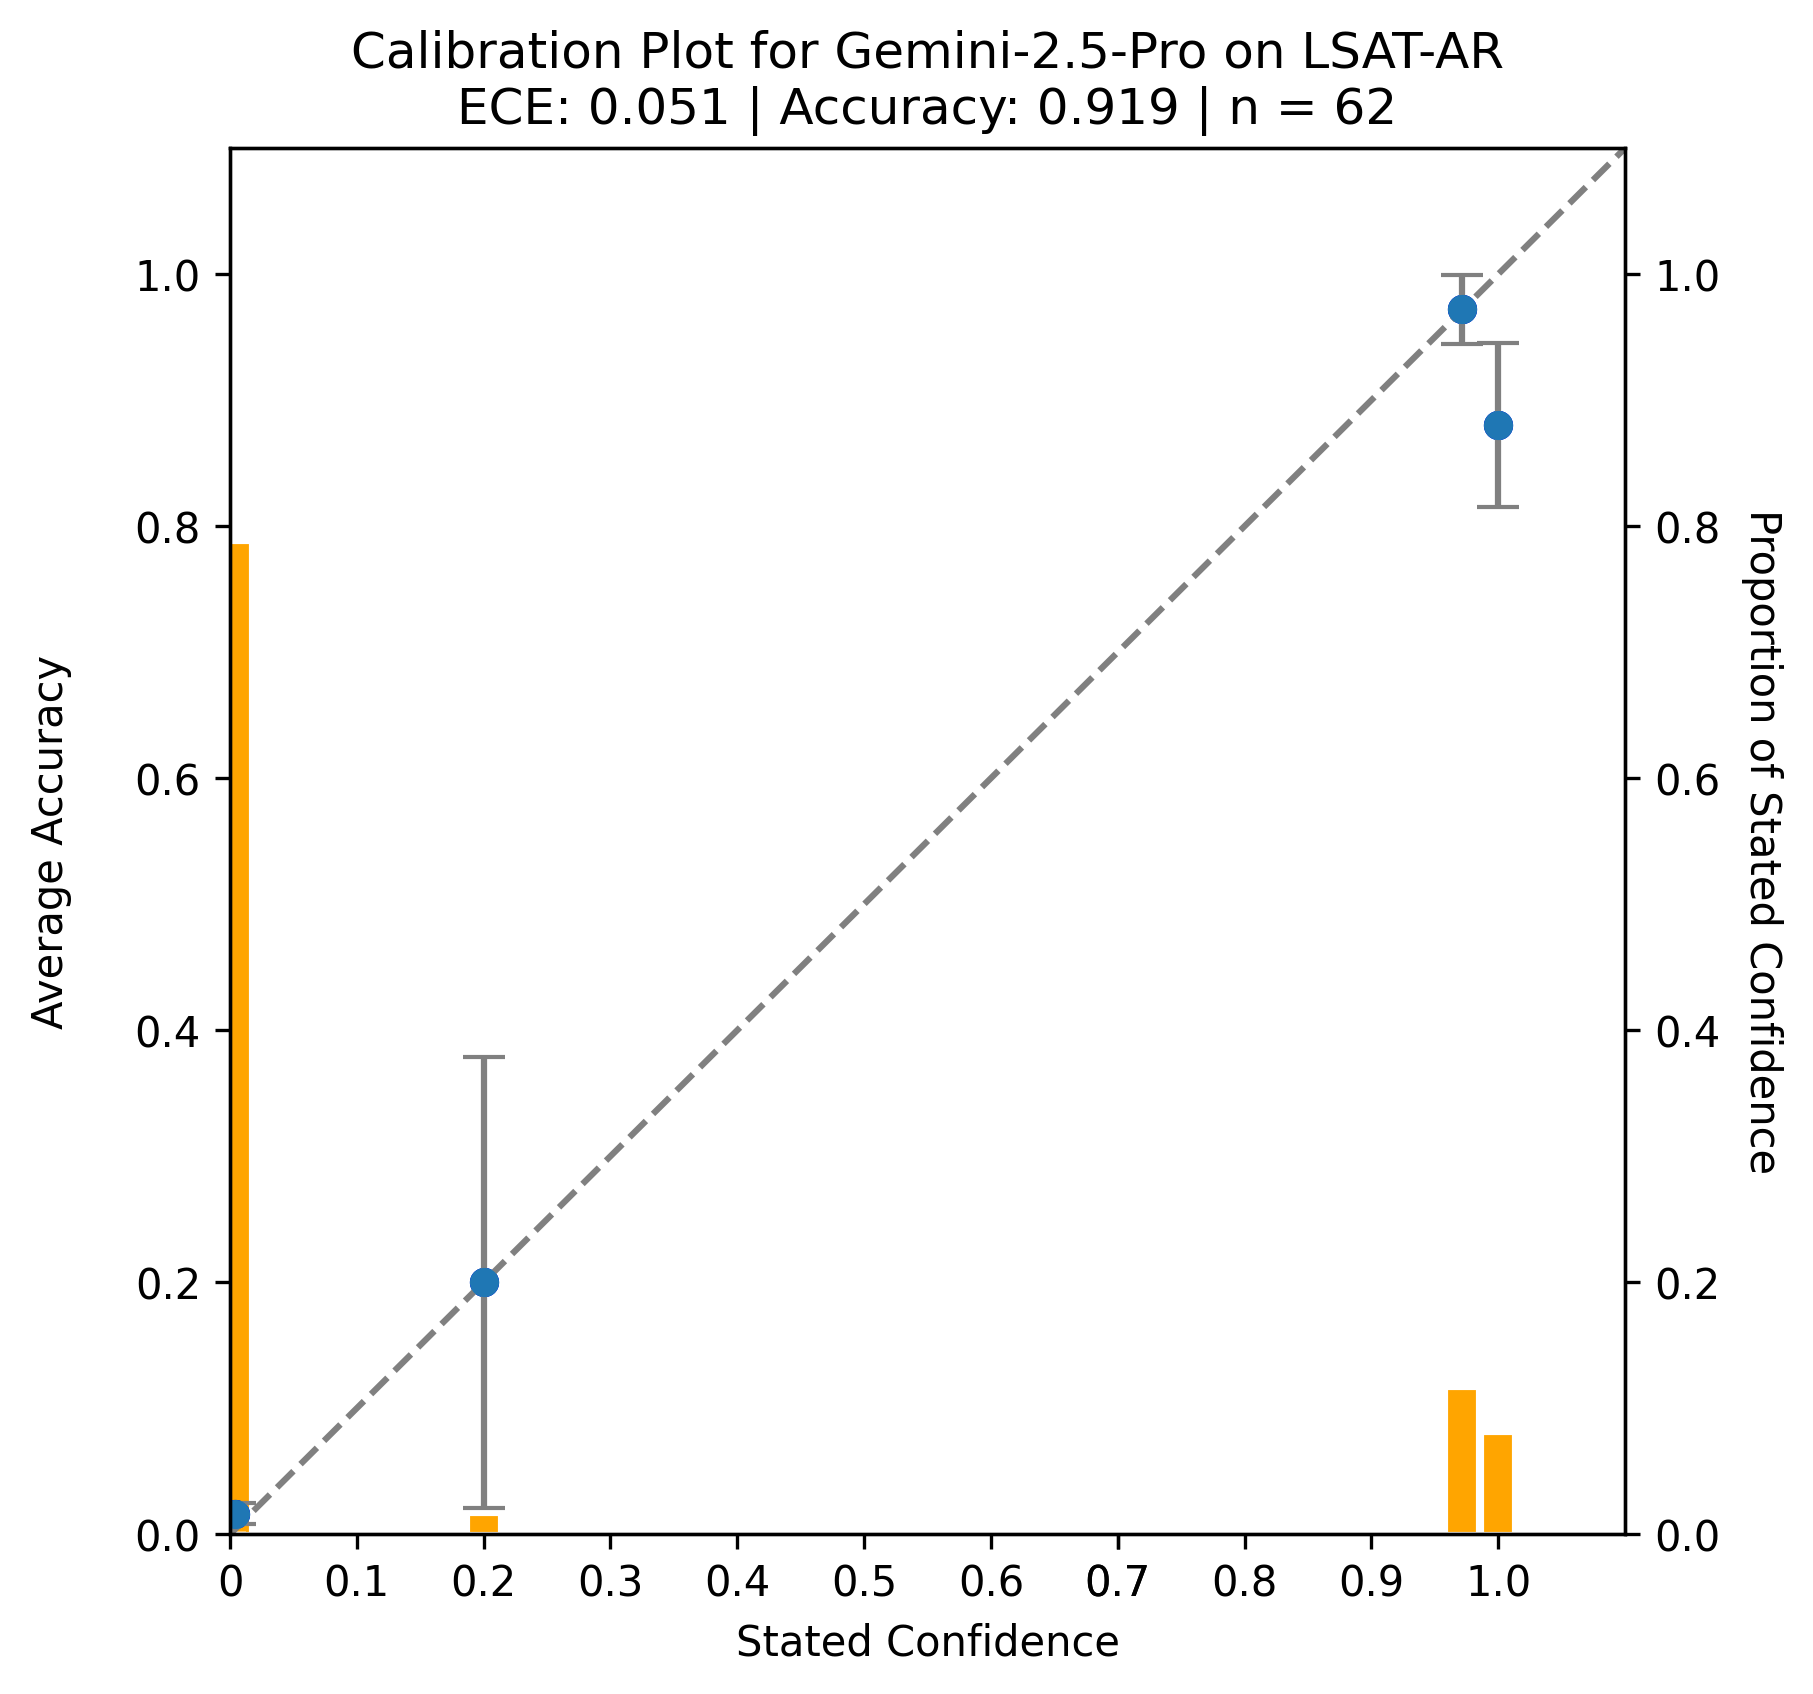 Calibration Plot for Gemini-2.5-Pro on LSAT-AR
ECE: 0.051 | Accuracy: 0.919 | n = 62
Average Accuracy
1.0
0.8
0.6
0.4
0.2
0.0
0 0.1 0.2 0.3 0.4 0.5 0.6 0.7 0.8 0.9 1.0
Stated Confidence
1.0
0.8
0.6
0.4
0.2
0.0
Proportion of Stated Confidence